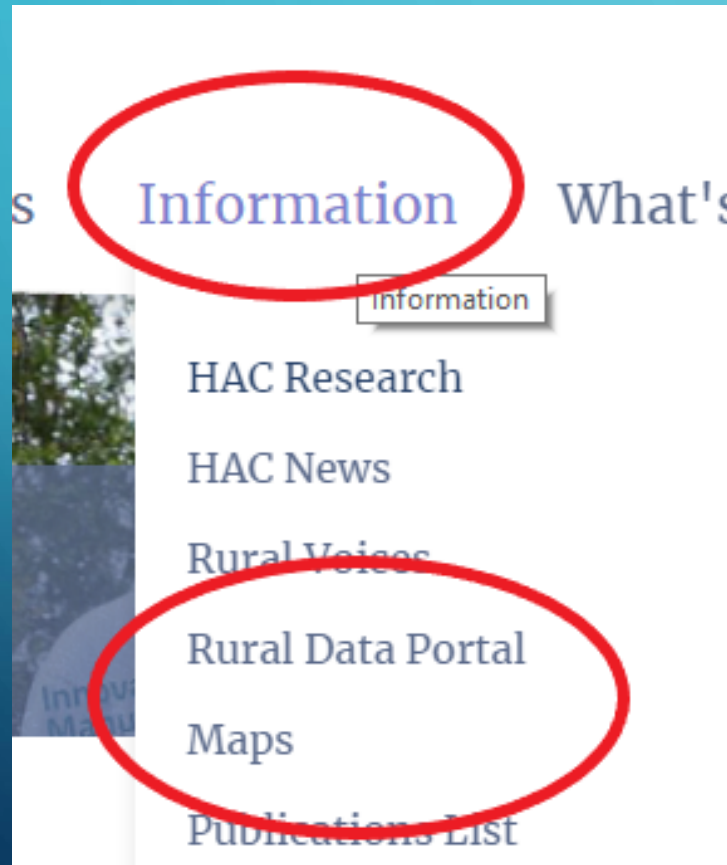 s Information What's
Information
HAC Research
HAC News
Rural Voices
Rural Data Portal
Maps
Publications List